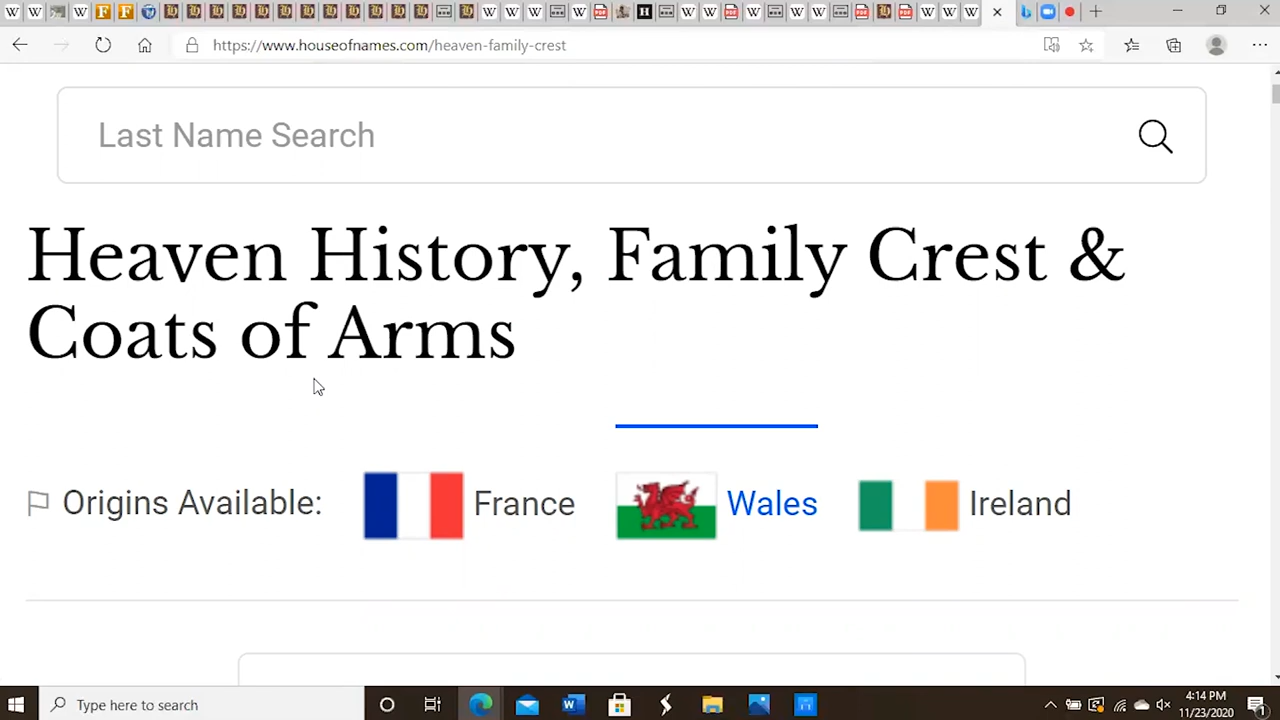 https://www.houseofnames.com/heaven-family-crest
Last Name Search
Heaven History, Family Crest &
Coats of Arms
Origins Available: France Wales Ireland
Type here to search
4:14 PM
11/23/2020